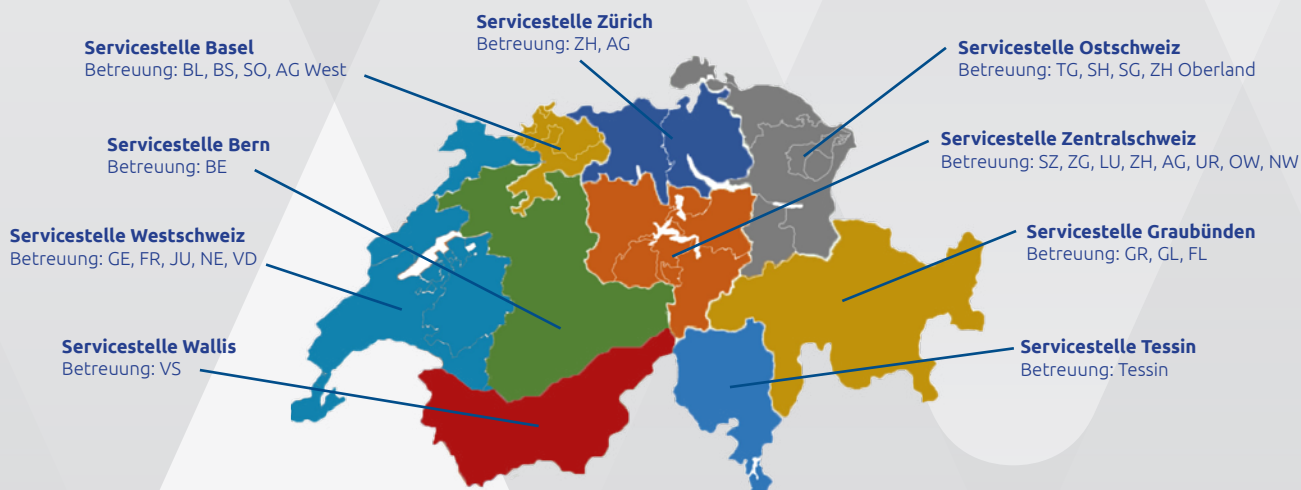 Servicestelle Zürich
Betreuung: ZH, AG
Servicestelle Basel
Betreuung: BL, BS, SO, AG West
Servicestelle Ostschweiz
Betreuung: TG, SH, SG, ZH Oberland
Servicestelle Bern
Betreuung: BE
Servicestelle Zentralschweiz
Betreuung: SZ, ZG, LU, ZH, AG, UR, OW, NW
Servicestelle Westschweiz
Betreuung: GE, FR, JU, NE, VD
Servicestelle Graubünden
Betreuung: GR, GL, FL
Servicestelle Wallis
Betreuung: VS
Servicestelle Tessin
Betreuung: Tessin